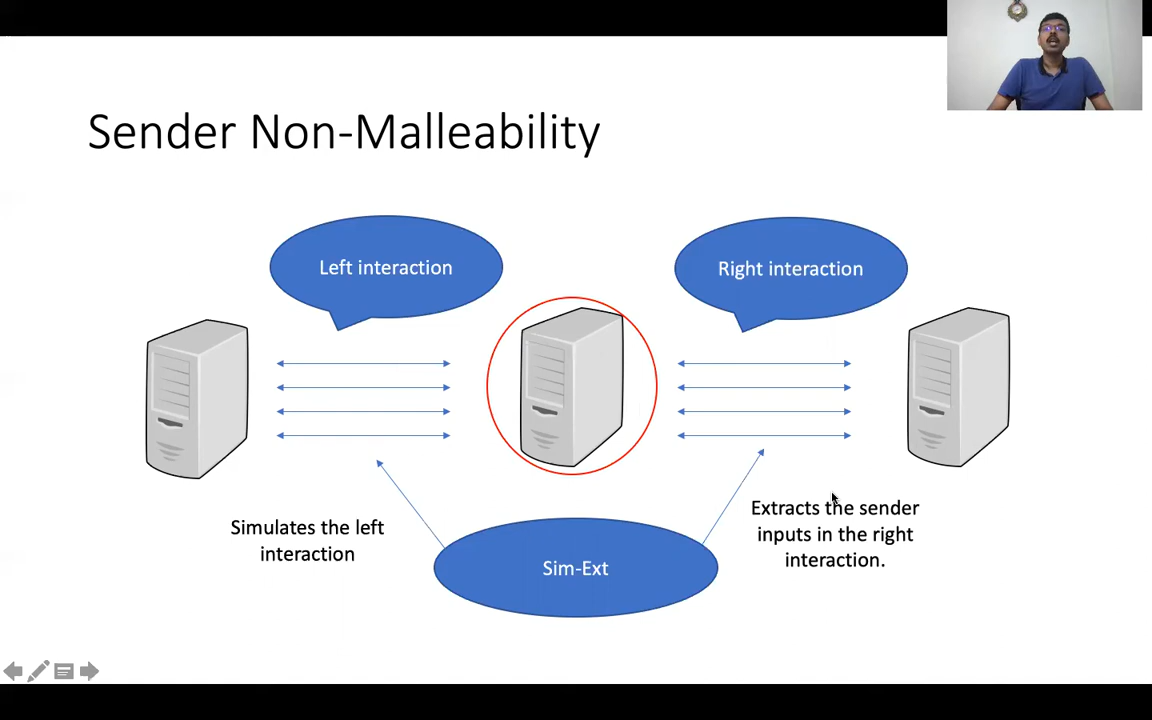 Sender Non-Malleability
Left interaction
Right interaction
Simulates the left
interaction
Extracts the sender
inputs in the right
interaction.
Sim-Ext